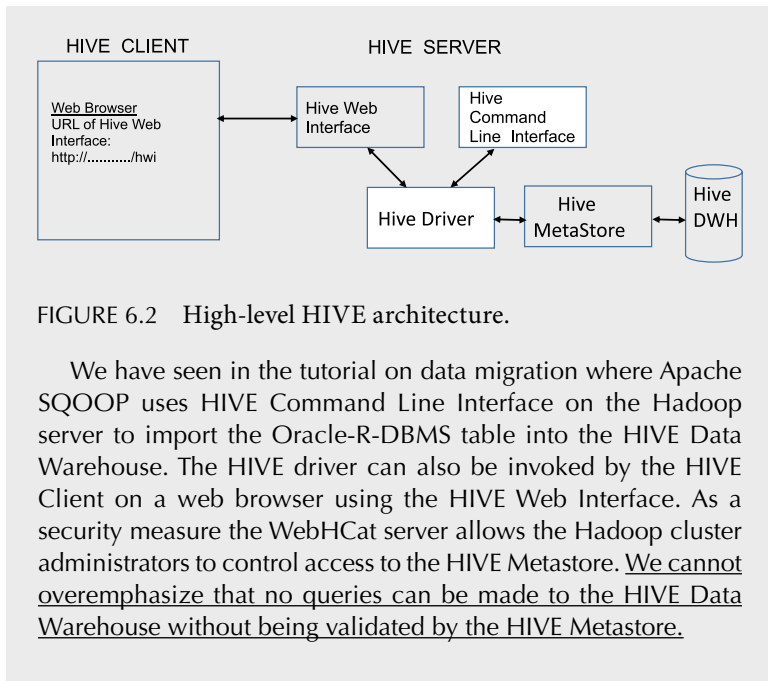 HIVE CLIENT
HIVE SERVER
Web Browser
URL of Hive Web
Interface:
http://........../hwi
Hive Web
Interface
Hive
Command
Line Interface
Hive Driver
Hive
MetaStore
Hive
DWH
FIGURE 6.2 High-level HIVE architecture.
We have seen in the tutorial on data migration where Apache
SQOOP uses HIVE Command Line Interface on the Hadoop
server to import the Oracle-R-DBMS table into the HIVE Data
Warehouse. The HIVE driver can also be invoked by the HIVE
Client on a web browser using the HIVE Web Interface. As a
security measure the WebHCat server allows the Hadoop cluster
administrators to control access to the HIVE Metastore. We cannot
overemphasize that no queries can be made to the HIVE Data
Warehouse without being validated by the HIVE Metastore.